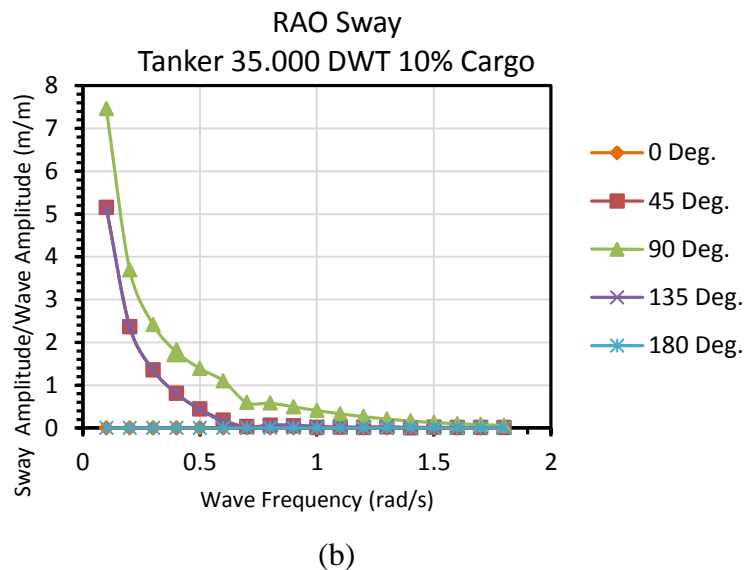 RAO Sway
Tanker 35.000 DWT 10% Cargo
Sway Amplitude/Wave Amplitude (m/m)
8
7
6
5
4
3
2
1
0
0 0.5 1 1.5 2
Wave Frequency (rad/s)
0 Deg.
45 Deg.
90 Deg.
135 Deg.
180 Deg.
(b)